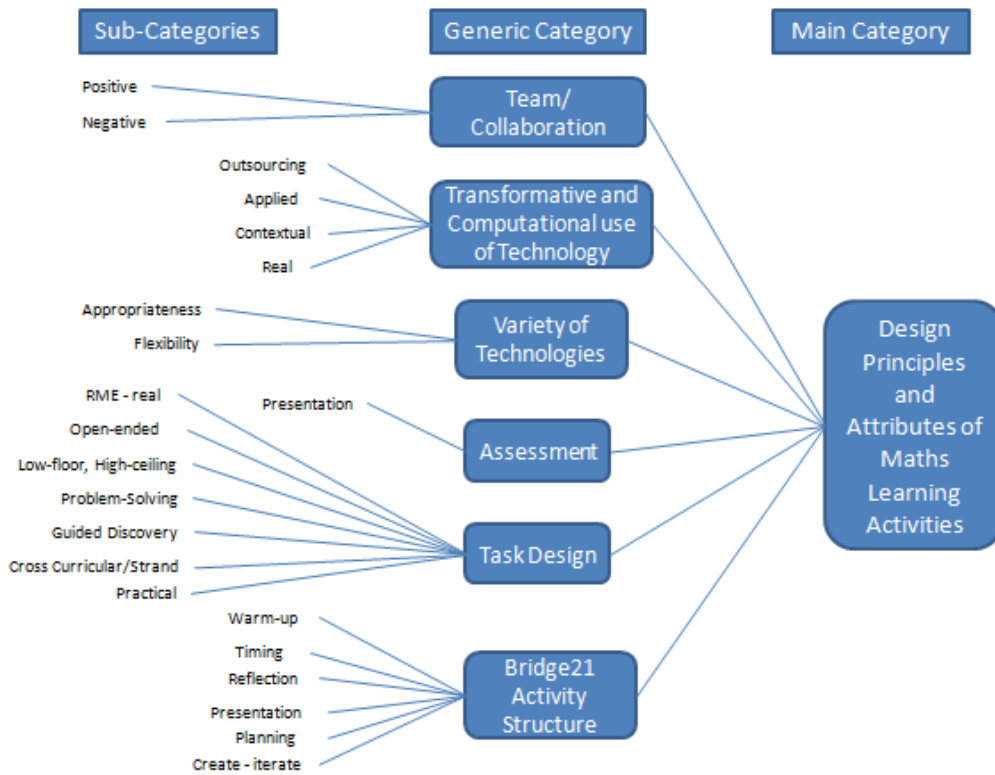 Sub-Categories
Generic Category
Main Category
Positive
Negative
Team/
Collaboration
Outsourcing
Applied
Contextual
Real
Transformative and
Computational use
of Technology
Appropriateness
Flexibility
Variety of
Technologies
Presentation
Assessment
RME - real
Open-ended
Low-floor, High-ceiling
Problem-Solving
Guided Discovery
Cross Curricular/Strand
Practical
Task Design
Warm-up
Timing
Reflection
Presentation
Planning
Create - iterate
Bridge21
Activity
Structure
Design
Principles
and
Attributes of
Maths
Learning
Activities